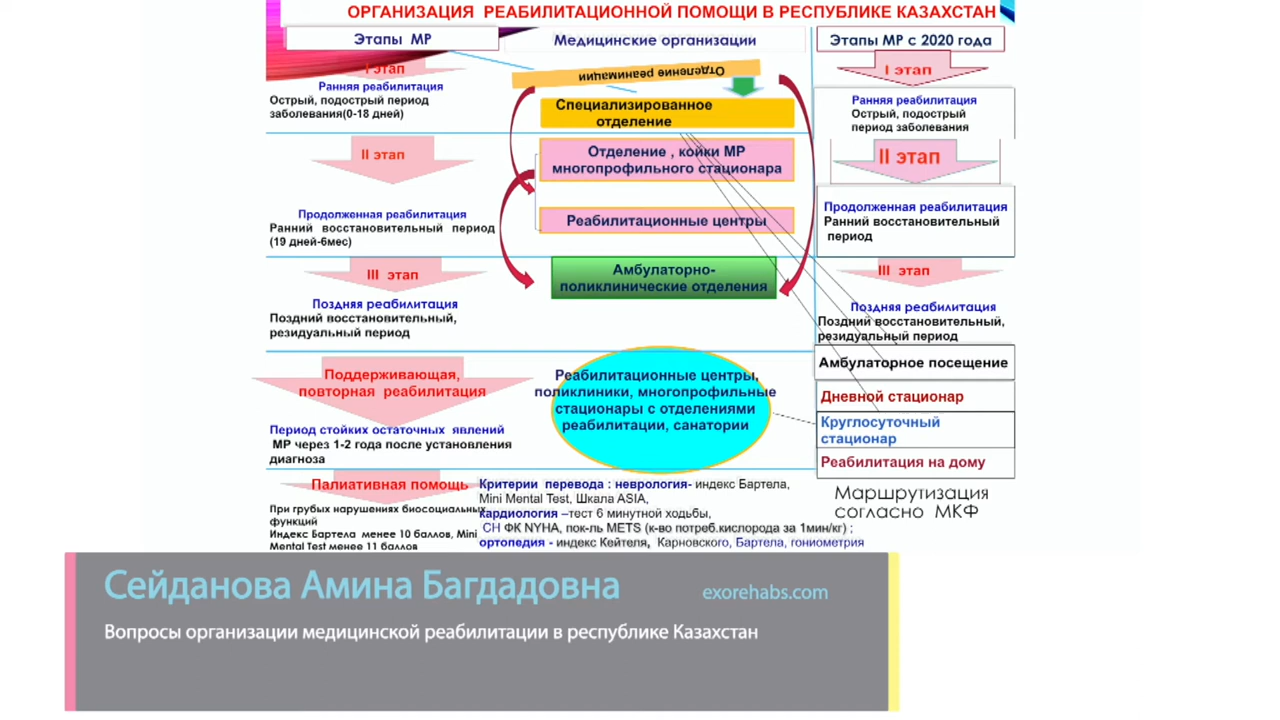 ОРГАНИЗАЦИЯ РЕАБИЛИТАЦИОННОЙ ПОМОЩИ В РЕСПУБЛИКЕ КАЗАХСТАН
Этапы МР
I этап
Ранняя реабилитация
Острый, подострый период
заболевания(0-18 дней)
II этап
Продолженная реабилитация
Ранний восстановительный период
(19 дней-6мес)
III этап
Поздняя реабилитация
Поздний восстановительный,
резидуальный период
Поддерживающая,
повторная реабилитация
Период стойких остаточных явлений
МР через 1-2 года после установления
диагноза
Палиативная помощь
При грубых нарушениях биосоциальных
функций
Индекс Бартела менее 10 баллов, Mini
Mental Test менее 11 баллов
Медицинские организации
Отделение реанимации
Специализированное
отделение
Отделение , койки МР
многопрофильного стационара
Реабилитационные центры
Амбулаторно-
поликлинические отделения
Реабилитационные центры,
поликлиники, многопрофильные
стационары с отделениями
реабилитации, санатории
Критерии перевода : неврология- индекс Бартела,
Mini Mental Test, Шкала ASIA,
кардиология –тест 6 минутной ходьбы,
СН ФК NYHA, пок-ль METS (к-во потреб.кислорода за 1мин/кг) ;
ортопедия - индекс Кейтеля, Карновского, Бартела, гониометрия
Этапы МР с 2020 года
I этап
Ранняя реабилитация
Острый, подострый
период заболевания
II этап
Продолженная реабилитация
Ранний восстановительный
период
III этап
Поздняя реабилитация
Поздний восстановительный,
резидуальный период
Амбулаторное посещение
Дневной стационар
Круглосуточный
стационар
Реабилитация на дому
Маршрутизация
согласно МКФ
Сейданова Амина Багдадовна
exorehabs.com
Вопросы организации медицинской реабилитации в республике Казахстан